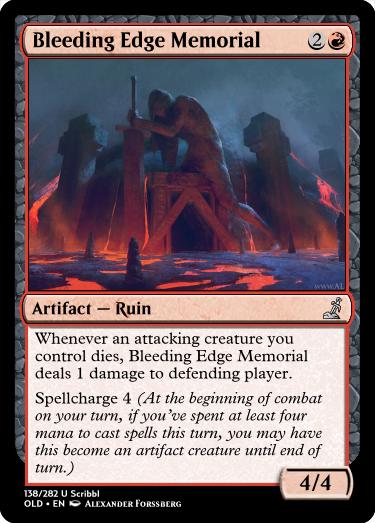 Bleeding Edge Memorial 2
www.AL
Artifact — Ruin
Whenever an attacking creature you
control dies, Bleeding Edge Memorial
deals 1 damage to defending player.
Spellcharge 4 (At the beginning of combat
on your turn, if you've spent at least four
mana to cast spells this turn, you may have
this become an artifact creature until end
of turn.)
4/4
138/282 U Scribbl
OLD • EN Alexander Forssberg